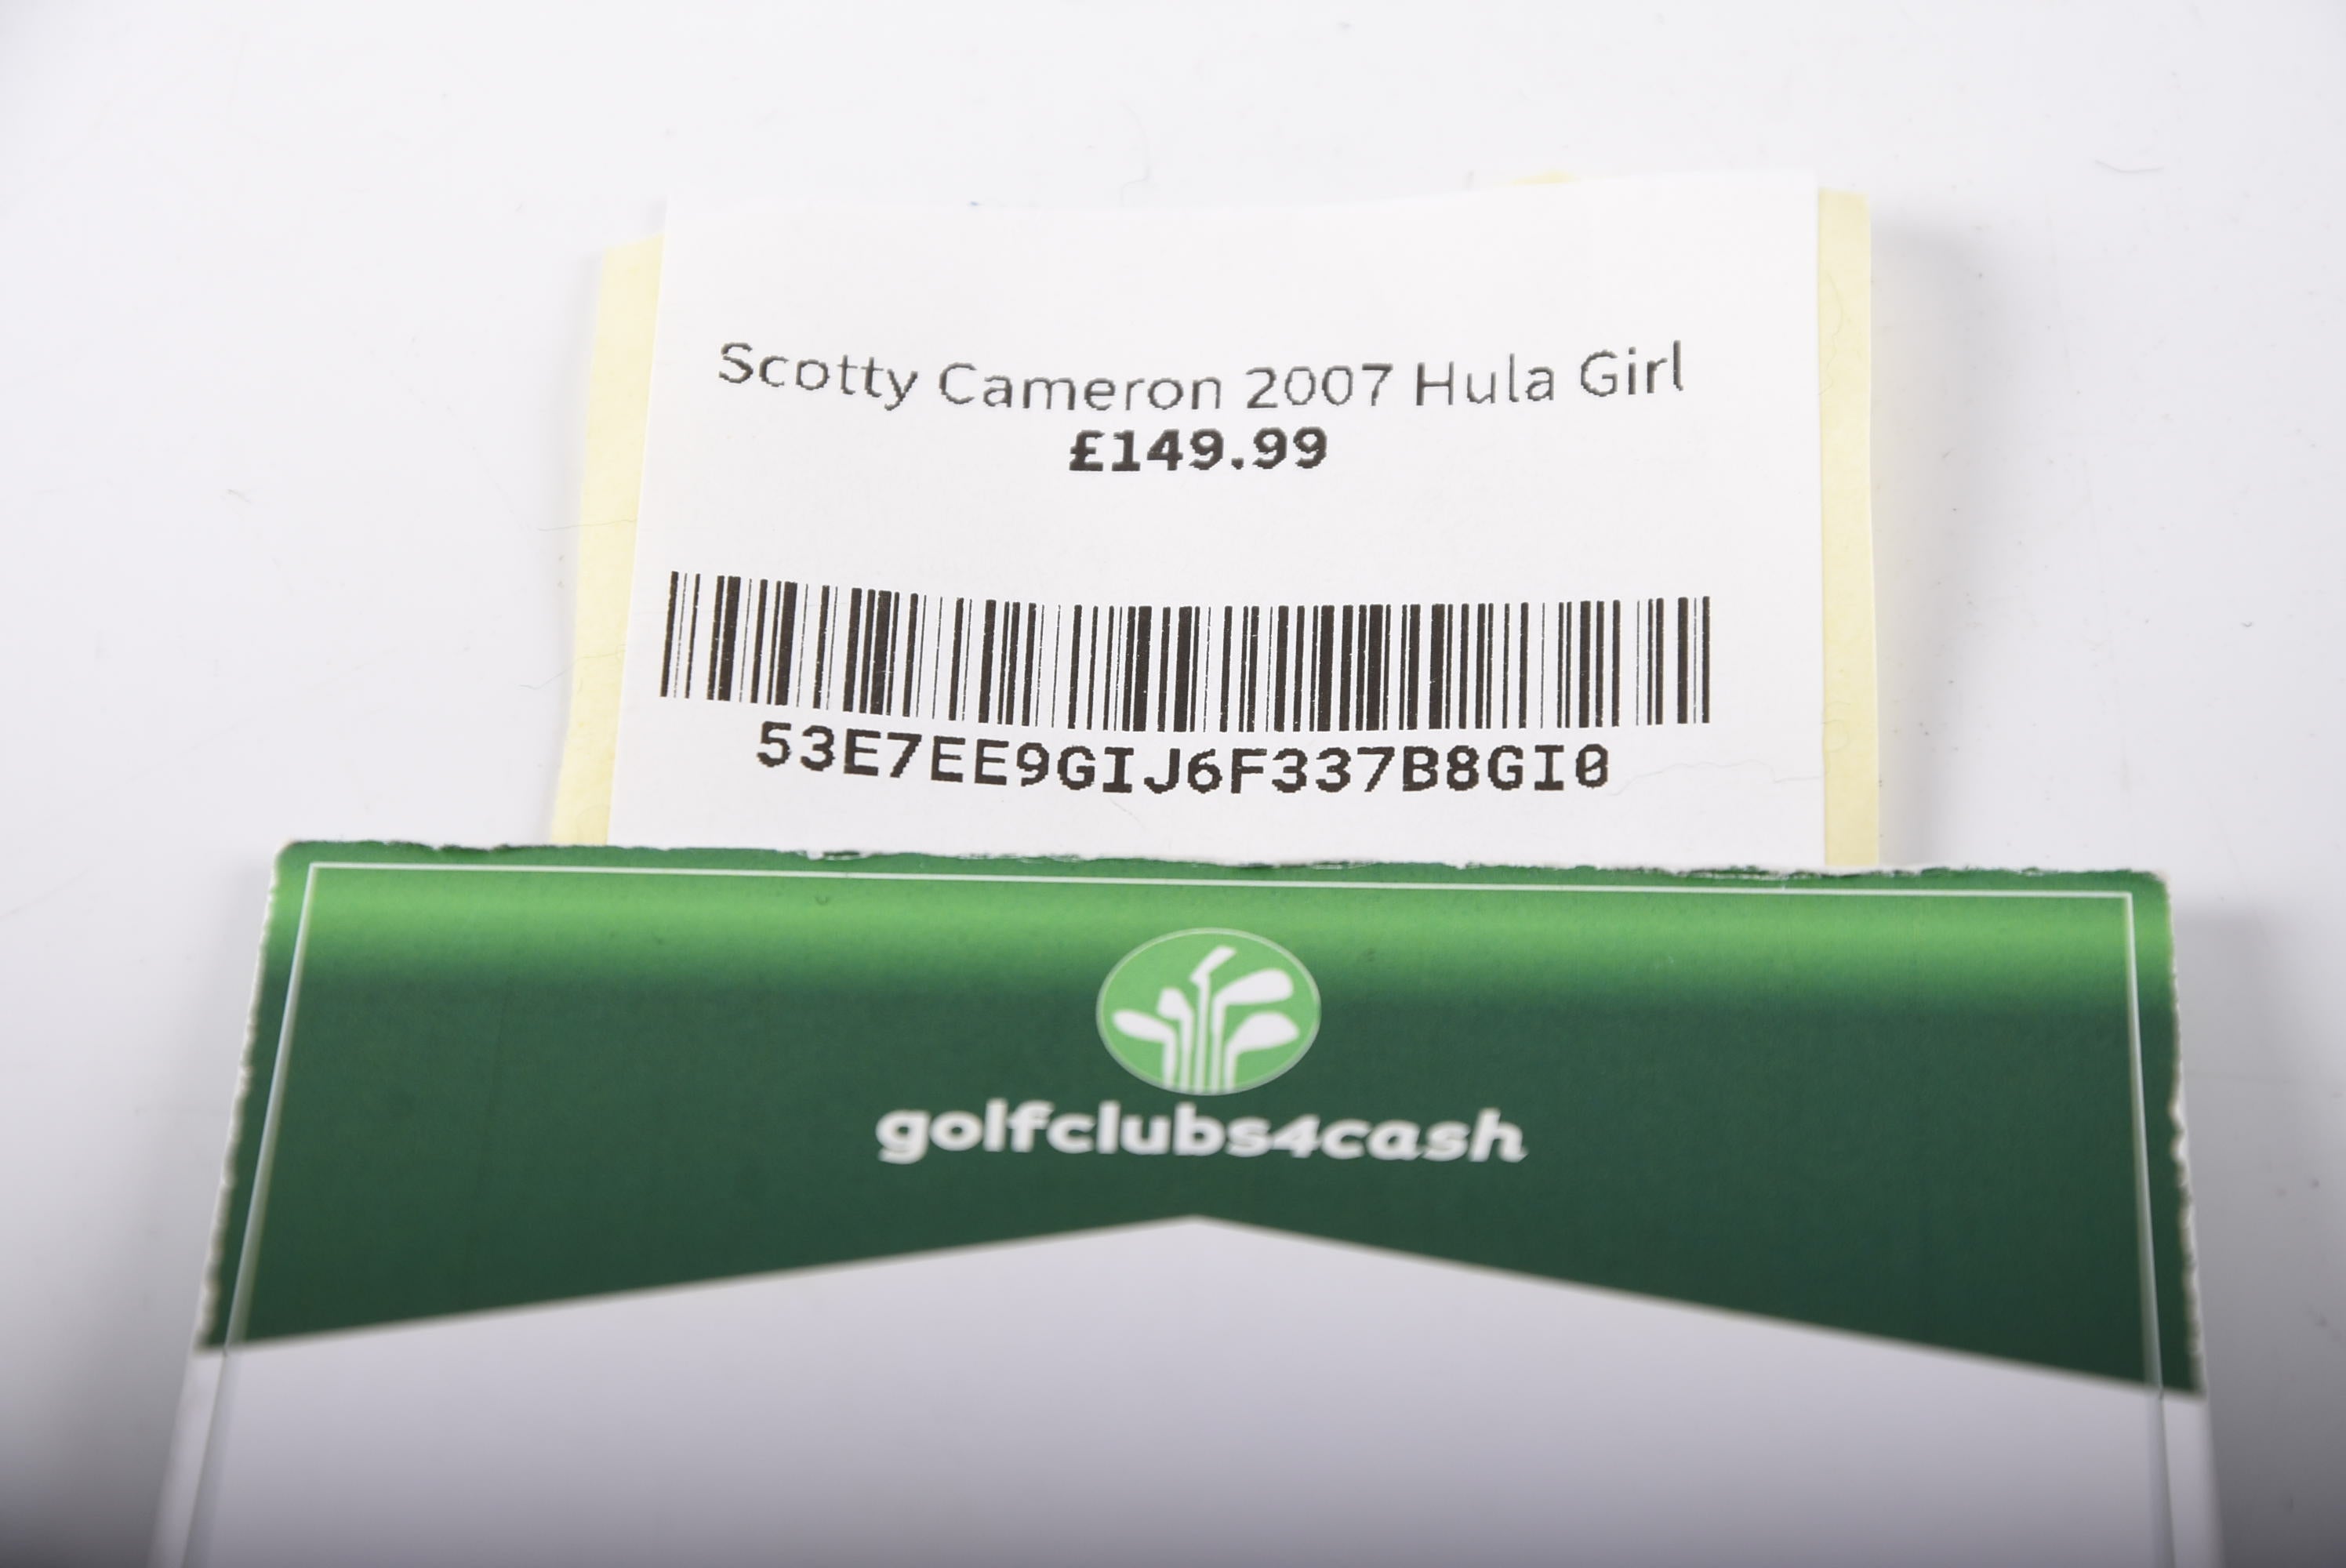 Scotty Cameron 2007 Hula Girl
£149.99
53E7EE9GIJ6F337B8GI0
golfclubs4cash